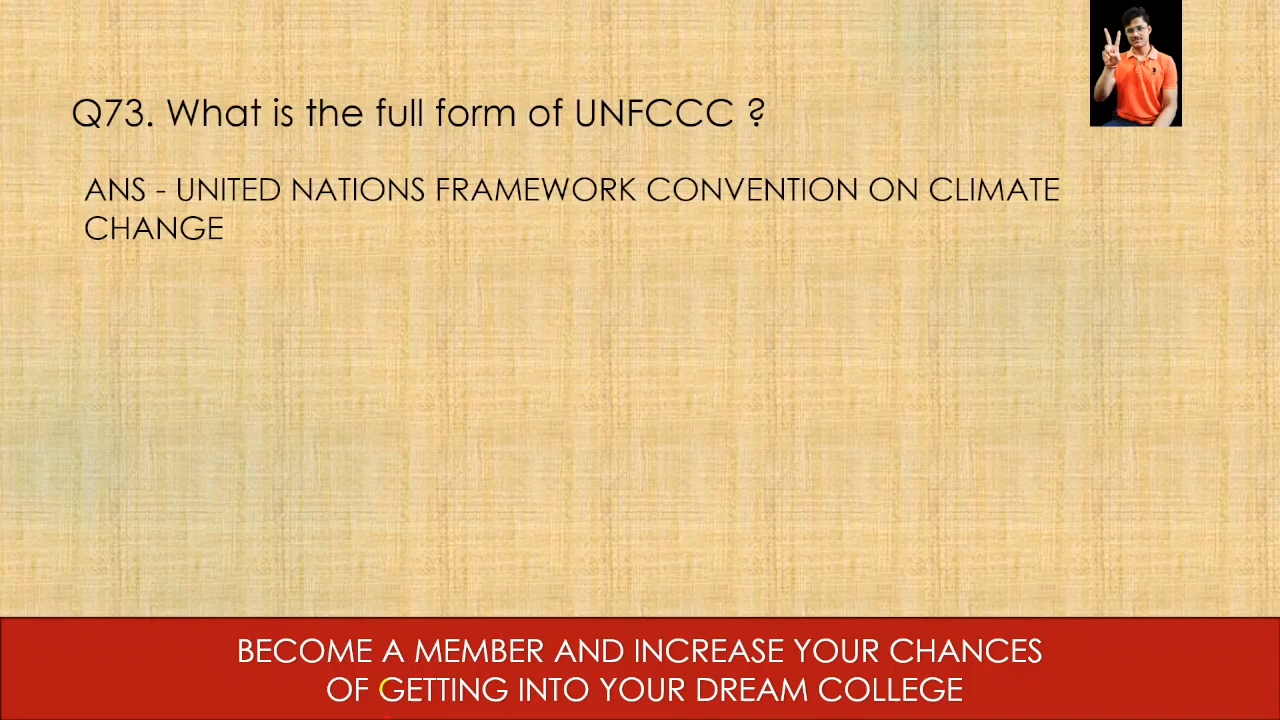 Q73. What is the full form of UNFCCC ?
ANS - UNITED NATIONS FRAMEWORK CONVENTION ON CLIMATE
CHANGE
BECOME A MEMBER AND INCREASE YOUR CHANCES
OF GETTING INTO YOUR DREAM COLLEGE